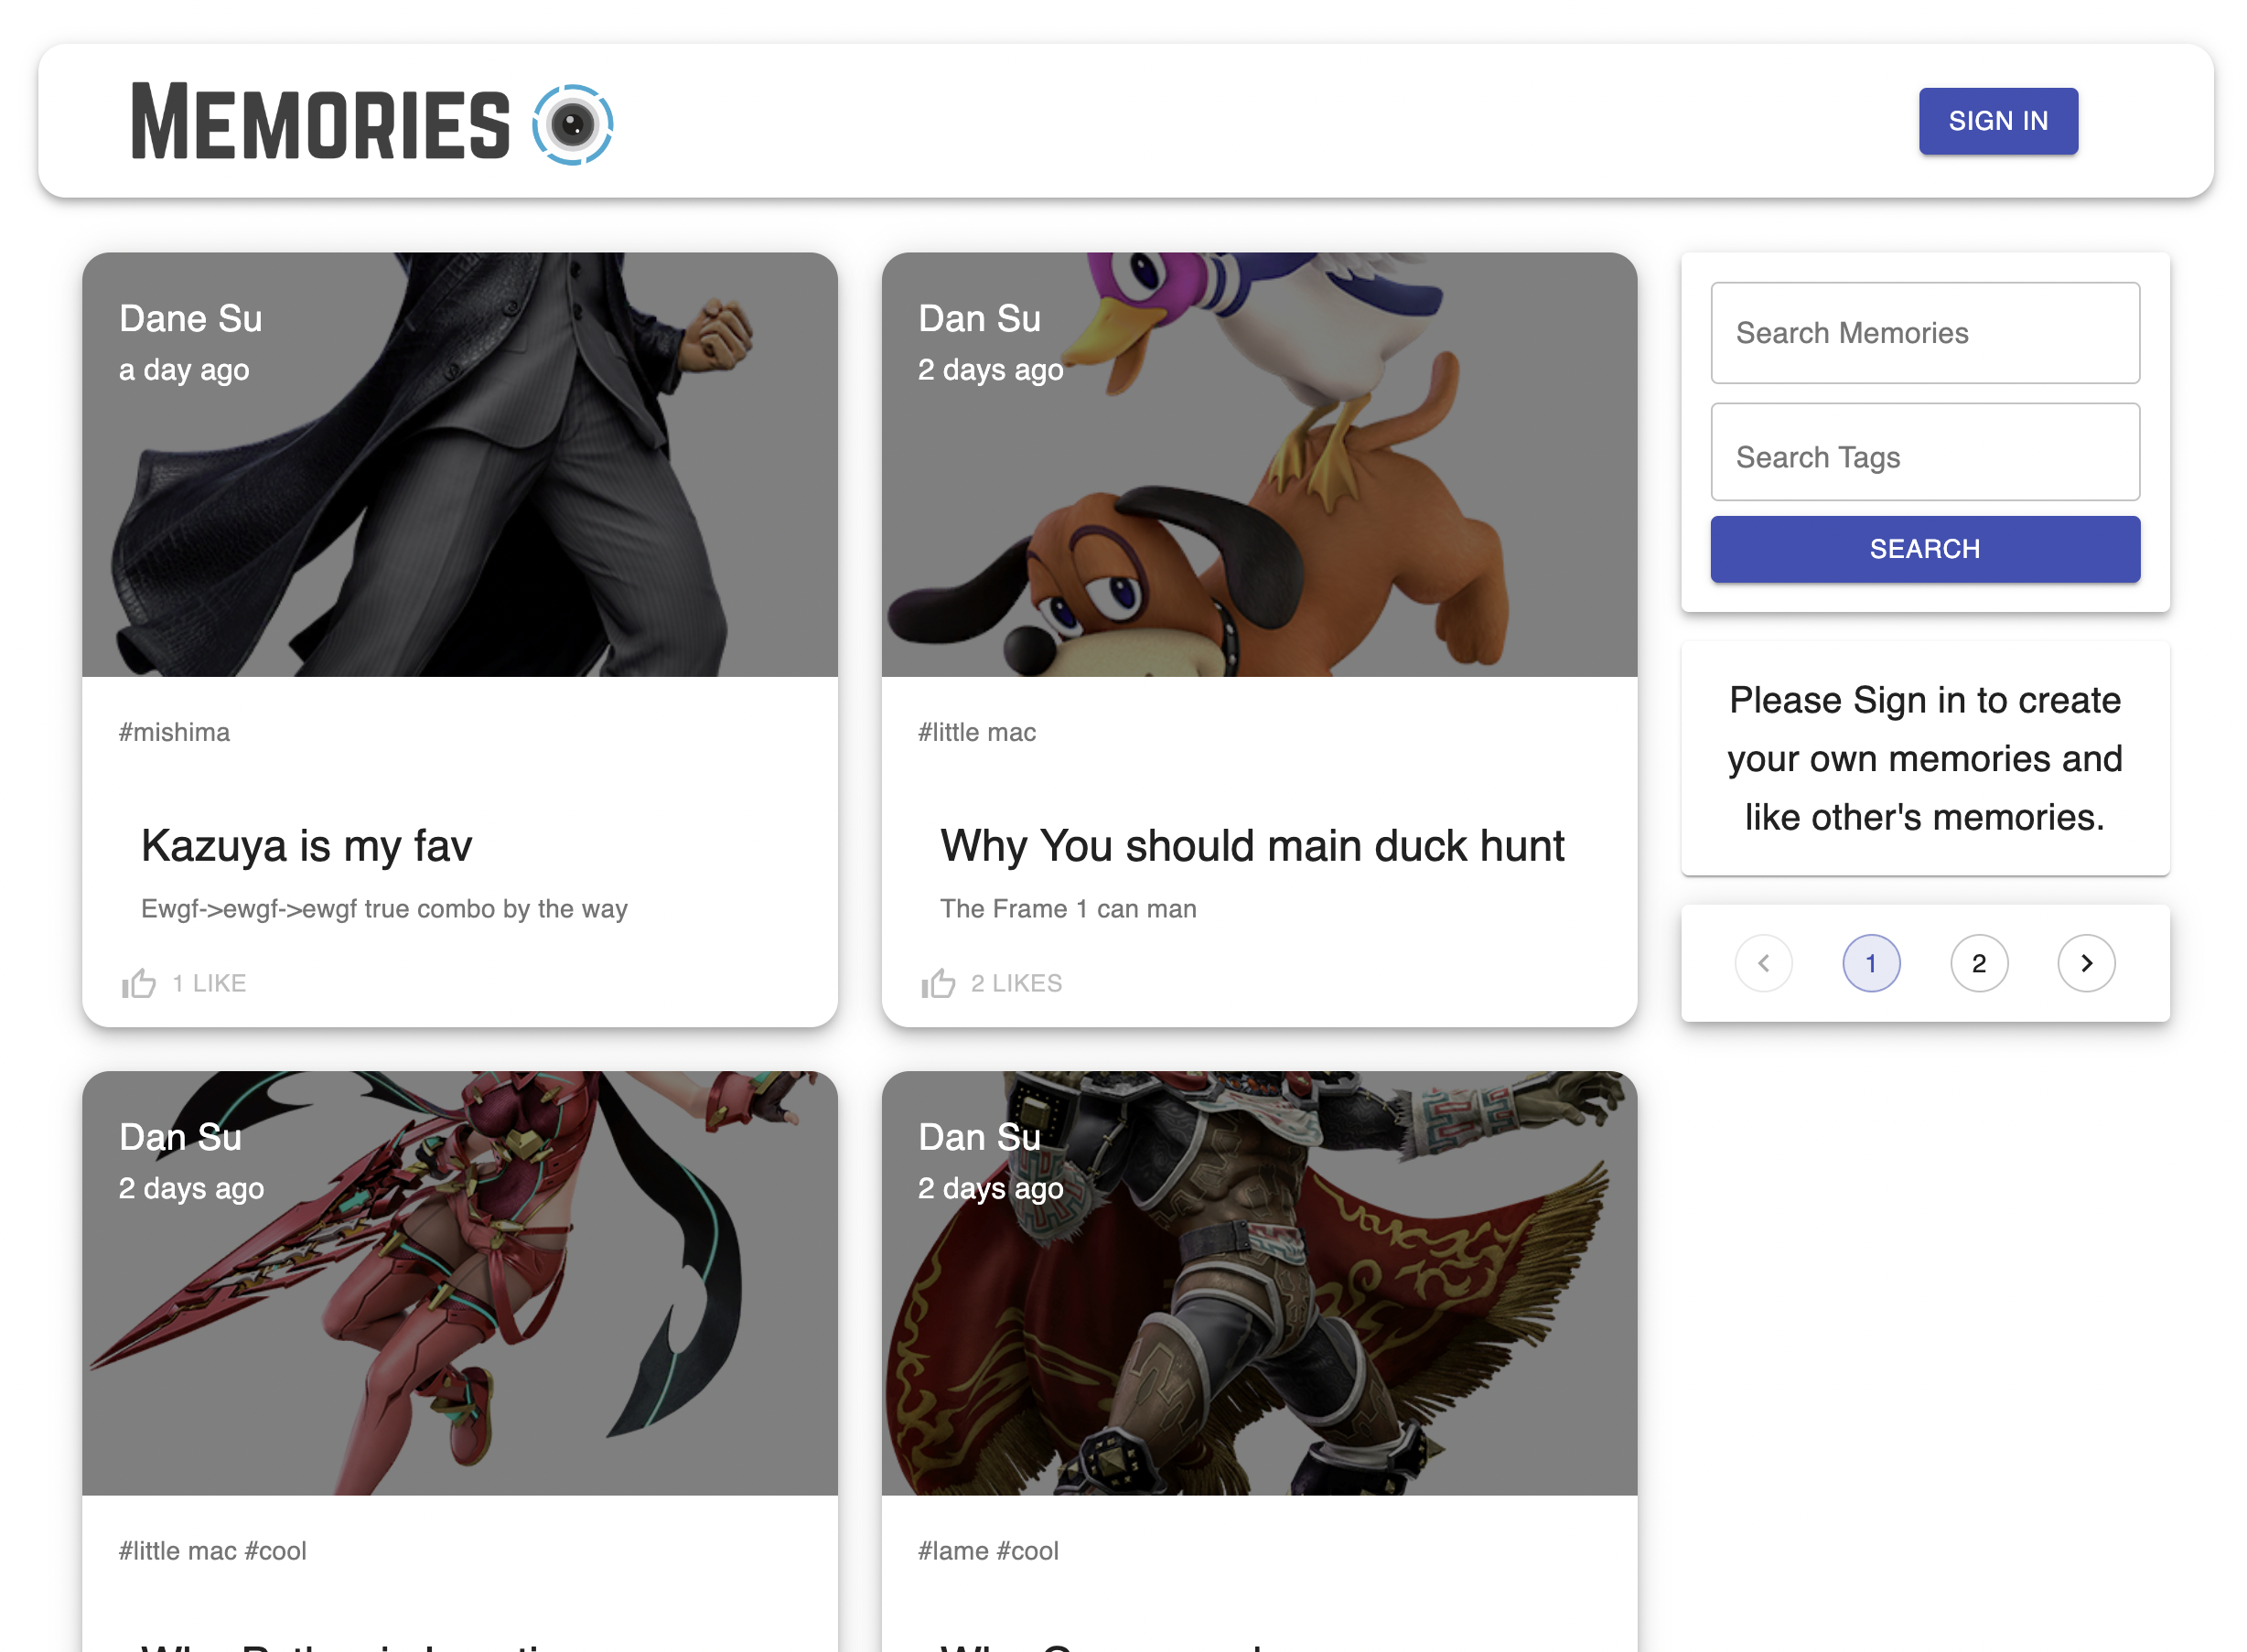 MEMORIES
SIGN IN
Dane Su
a day ago
#mishima
Kazuya is my fav
Ewgf->ewgf->ewgf true combo by the way
1 LIKE
Dan Su
2 days ago
#little mac
Why You should main duck hunt
The Frame 1 can man
2 LIKES
Search Memories
Search Tags
SEARCH
Please Sign in to create
your own memories and
like other's memories.
1
2
Dan Su
2 days ago
#little mac #cool
Dan Su
2 days ago
#lame #cool